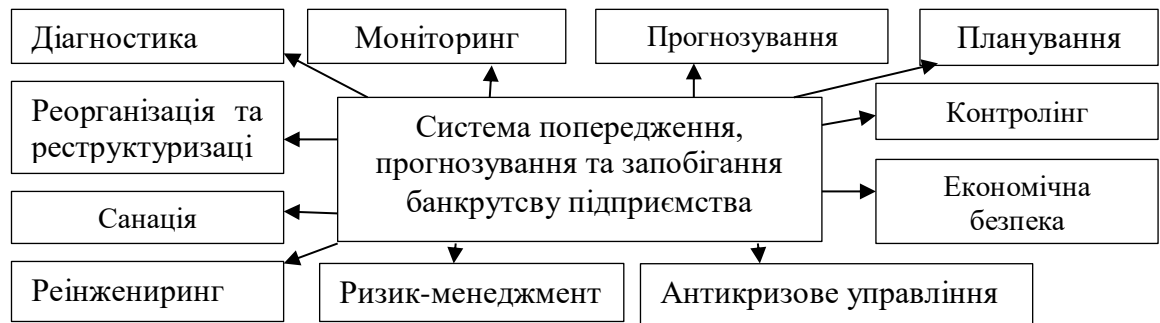 Діагностика
Моніторинг
Прогнозування
Планування
Реорганізація та
реструктуризаці
Система попередження,
прогнозування та запобігання
банкрутсву підприємства
Контролінг
Санація
Економічна
безпека
Реінжениринг
Ризик-менеджмент
Антикризове управління